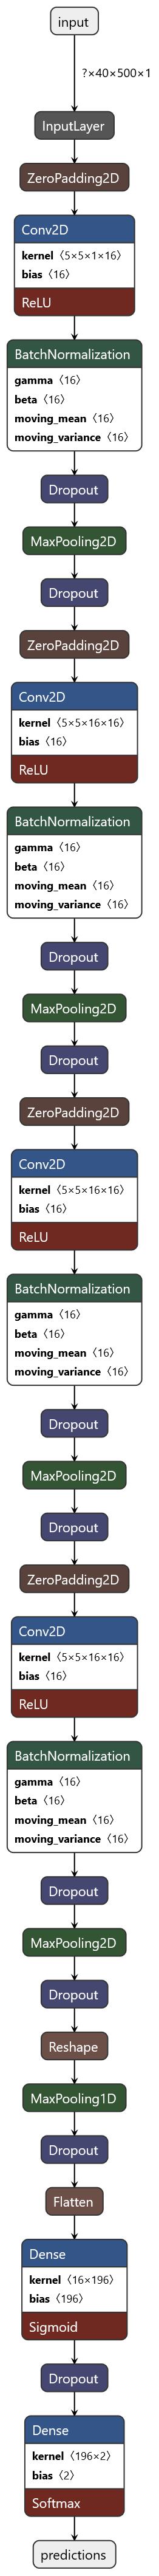 input
?×40×500×1
InputLayer
ZeroPadding2D
Conv2D
kernel〈5×5×1×16〉
bias〈16〉
ReLU
BatchNormalization
gamma〈16〉
beta〈16〉
moving_mean〈16〉
moving_variance〈16〉
Dropout
MaxPooling2D
Dropout
ZeroPadding2D
Conv2D
kernel〈5×5×16×16〉
bias〈16〉
ReLU
BatchNormalization
gamma〈16〉
beta〈16〉
moving_mean〈16〉
moving_variance〈16〉
Dropout
MaxPooling2D
Dropout
ZeroPadding2D
Conv2D
kernel〈5×5×16×16〉
bias〈16〉
ReLU
BatchNormalization
gamma〈16〉
beta〈16〉
moving_mean〈16〉
moving_variance〈16〉
Dropout
MaxPooling2D
Dropout
ZeroPadding2D
Conv2D
kernel〈5×5×16×16〉
bias〈16〉
ReLU
BatchNormalization
gamma〈16〉
beta〈16〉
moving_mean〈16〉
moving_variance〈16〉
Dropout
MaxPooling2D
Dropout
Reshape
MaxPooling1D
Dropout
Flatten
Dense
kernel〈16×196〉
bias〈196〉
Sigmoid
Dropout
Dense
kernel〈196×2〉
bias〈2〉
Softmax
predictions